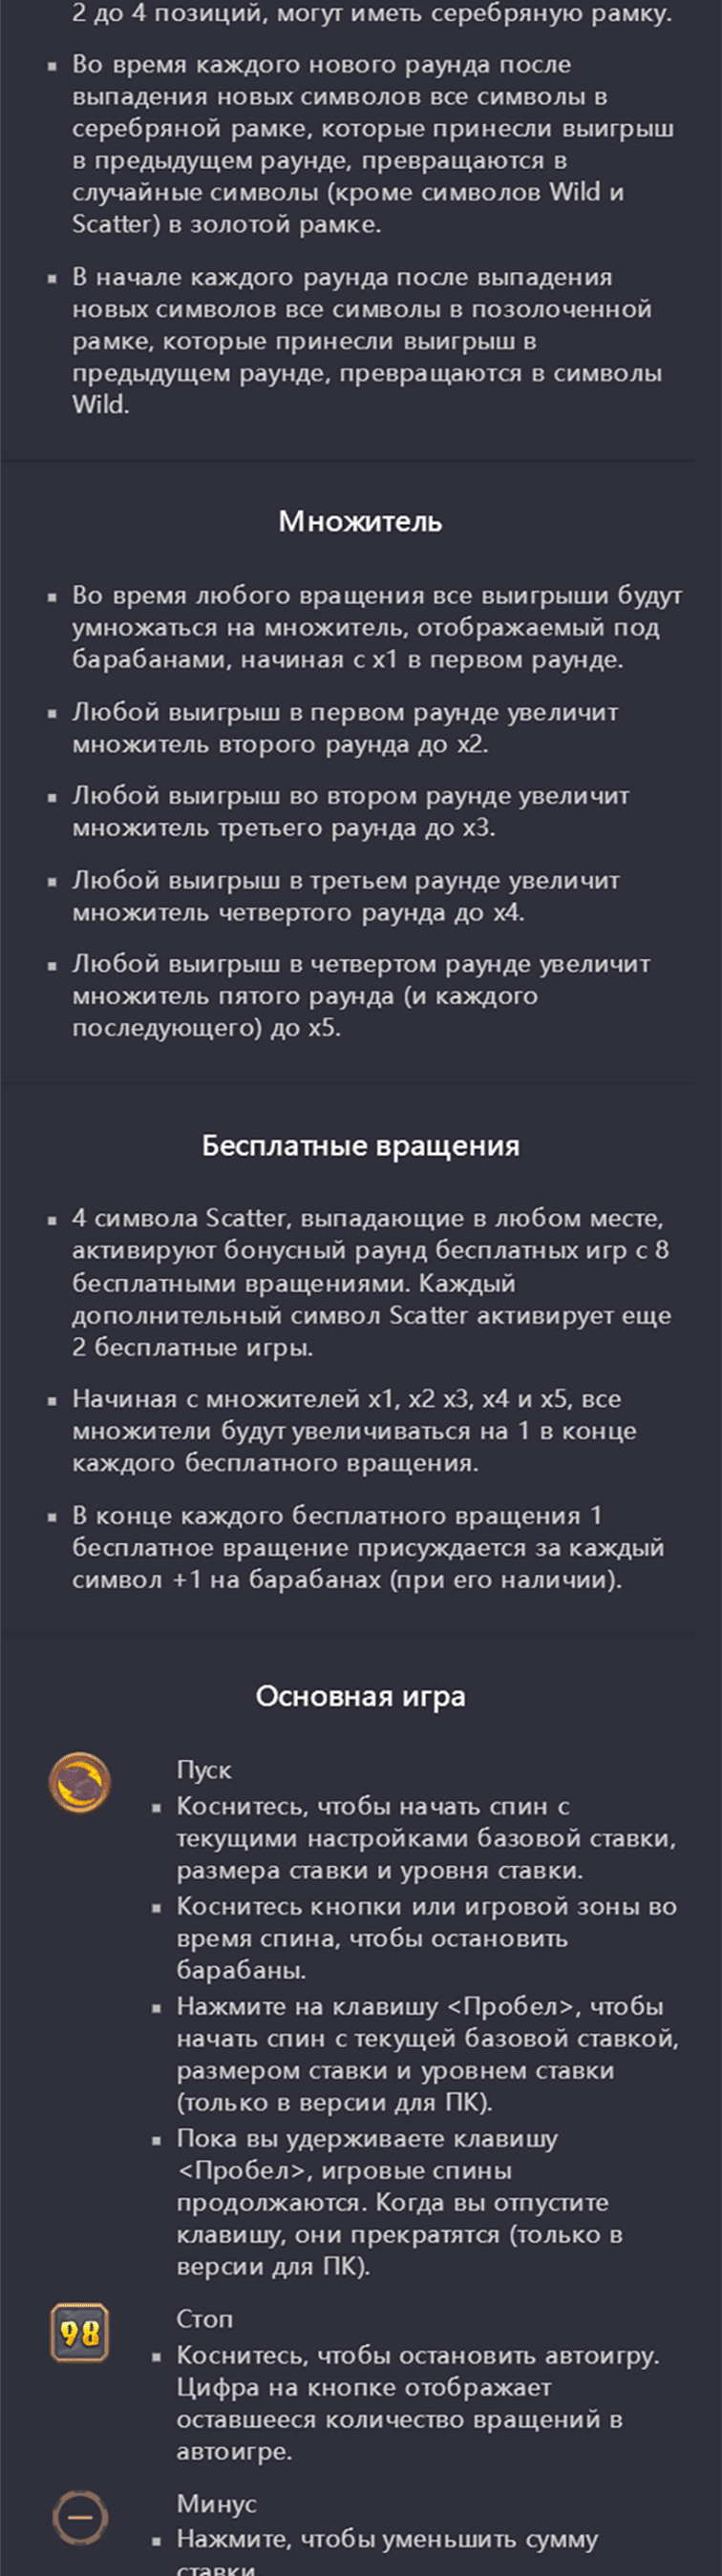 2 до 4 позиций, могут иметь серебряную рамку.
Во время каждого нового раунда после
выпадения новых символов все символы в
серебряной рамке, которые принесли выигрыш
в предыдущем раунде, превращаются в
случайные символы (кроме символов Wild и
Scatter) в золотой рамке.
В начале каждого раунда после выпадения
новых символов все символы в позолоченной
рамке, которые принесли выигрыш в
предыдущем раунде, превращаются в символы
Wild.
Множитель
Во время любого вращения все выигрыши будут
умножаться на множитель, отображаемый под
барабанами, начиная с x1 в первом раунде.
Любой выигрыш в первом раунде увеличит
множитель второго раунда до x2.
Любой выигрыш во втором раунде увеличит
множитель третьего раунда до x3.
Любой выигрыш в третьем раунде увеличит
множитель четвертого раунда до x4.
Любой выигрыш в четвертом раунде увеличит
множитель пятого раунда (и каждого
последующего) до x5.
Бесплатные вращения
4 символа Scatter, выпадающие в любом месте,
активируют бонусный раунд бесплатных игр с 8
бесплатными вращениями. Каждый
дополнительный символ Scatter активирует еще
2 бесплатные игры.
Начиная с множителей x1, x2 x3, x4 и x5, все
множители будут увеличиваться на 1 в конце
каждого бесплатного вращения.
В конце каждого бесплатного вращения 1
бесплатное вращение присуждается за каждый
символ +1 на барабанах (при его наличии).
Основная игра
Пуск
Коснитесь, чтобы начать спин с
текущими настройками базовой ставки,
размера ставки и уровня ставки.
Коснитесь кнопки или игровой зоны во
время спина, чтобы остановить
барабаны.
Нажмите на клавишу <Пробел>, чтобы
начать спин с текущей базовой ставкой,
размером ставки и уровнем ставки
(только в версии для ПК).
Пока вы удерживаете клавишу
<Пробел>, игровые спины
продолжаются. Когда вы отпустите
клавишу, они прекратятся (только в
версии для ПК).
98
Стоп
Коснитесь, чтобы остановить автоигру.
Цифра на кнопке отображает
оставшееся количество вращений в
автоигре.
Минус
Нажмите, чтобы уменьшить сумму
ставки.